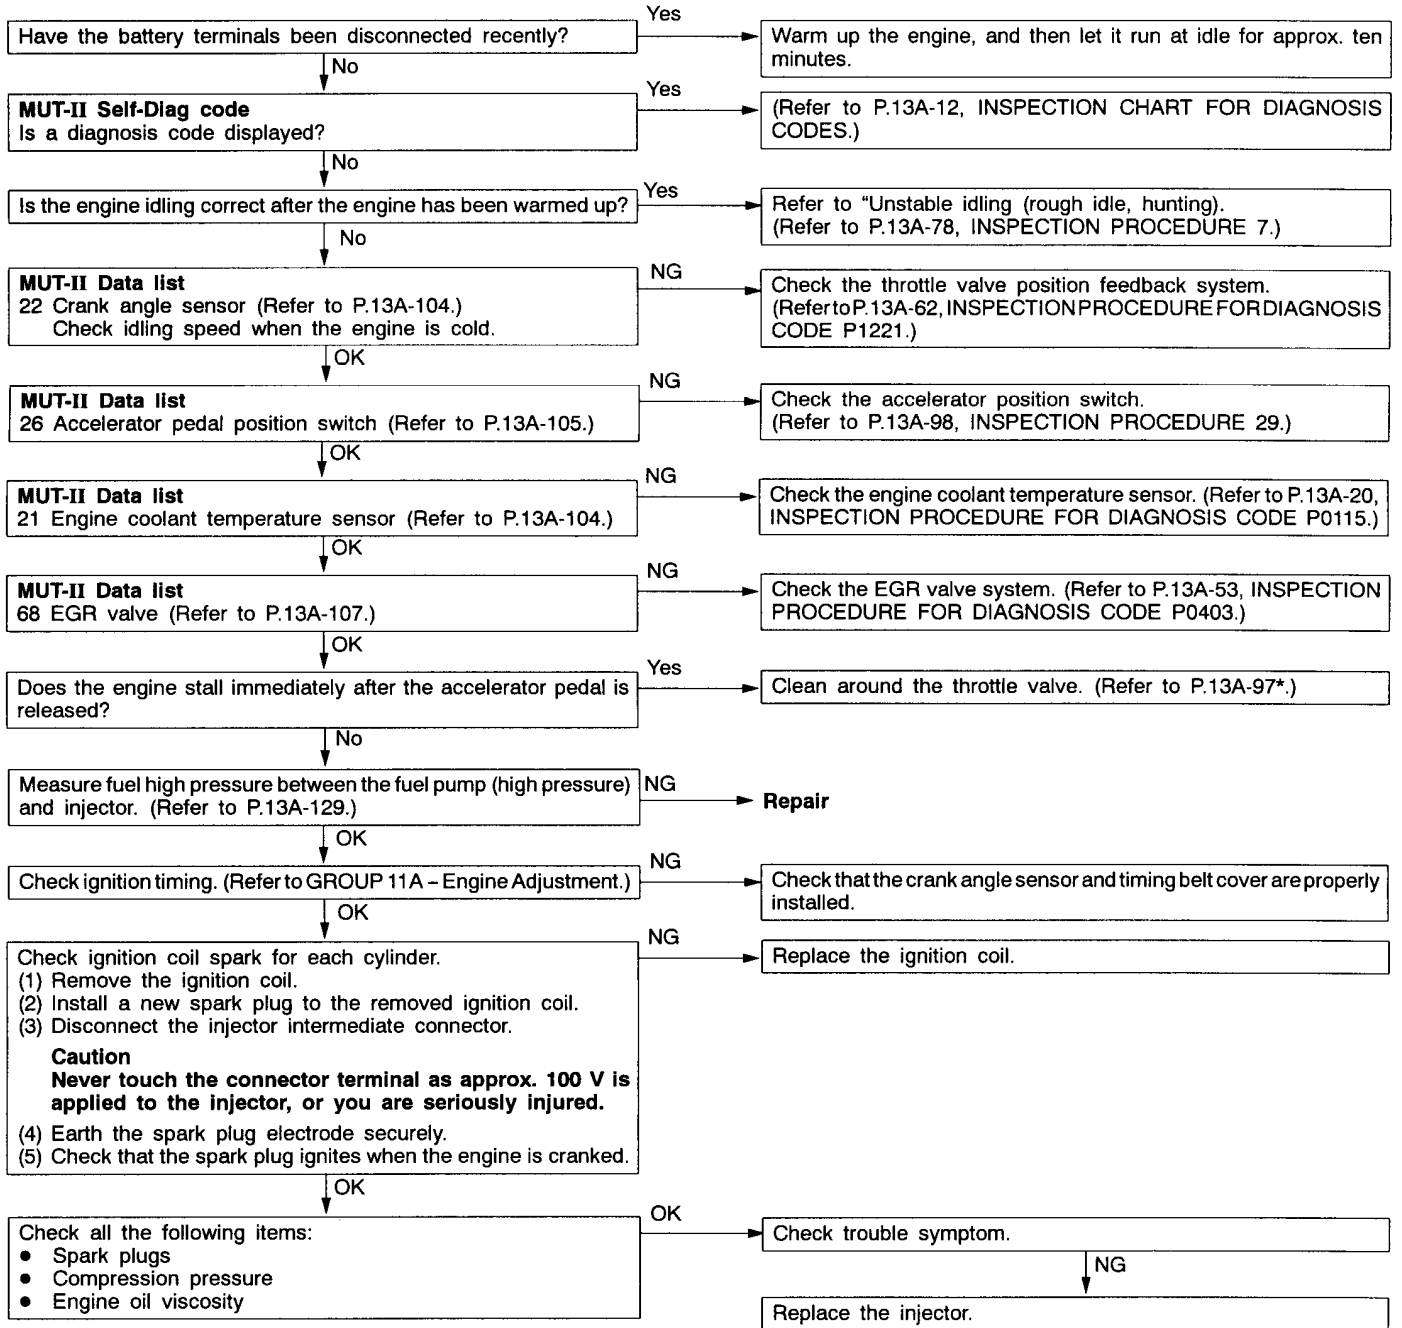 Have the battery terminals been disconnected recently?
Yes
Warm up the engine, and then let it run at idle for approx. ten
minutes.
No
MUT-II Self-Diag code
Is a diagnosis code displayed?
Yes
(Refer to P.13A-12, INSPECTION CHART FOR DIAGNOSIS
CODES.)
No
Is the engine idling correct after the engine has been warmed up?
Yes
Refer to “Unstable idling (rough idle, hunting).
(Refer to P.13A-78, INSPECTION PROCEDURE 7.)
No
MUT-II Data list
22 Crank angle sensor (Refer to P.13A-104.)
Check idling speed when the engine is cold.
NG
Check the throttle valve position feedback system.
(Refer to P.13A-62, INSPECTION PROCEDURE FOR DIAGNOSIS
CODE P1221.)
OK
MUT-II Data list
26 Accelerator pedal position switch (Refer to P.13A-105.)
NG
Check the accelerator position switch.
(Refer to P.13A-98, INSPECTION PROCEDURE 29.)
OK
MUT-II Data list
21 Engine coolant temperature sensor (Refer to P.13A-104.)
NG
Check the engine coolant temperature sensor. (Refer to P.13A-20,
INSPECTION PROCEDURE FOR DIAGNOSIS CODE P0115.)
OK
MUT-II Data list
68 EGR valve (Refer to P.13A-107.)
NG
Check the EGR valve system. (Refer to P.13A-53, INSPECTION
PROCEDURE FOR DIAGNOSIS CODE P0403.)
OK
Does the engine stall immediately after the accelerator pedal is
released?
Yes
Clean around the throttle valve. (Refer to P.13A-97*.)
No
Measure fuel high pressure between the fuel pump (high pressure)
and injector. (Refer to P.13A-129.)
NG
Repair
OK
Check ignition timing. (Refer to GROUP 11A – Engine Adjustment.)
NG
Check that the crank angle sensor and timing belt cover are properly
installed.
OK
Check ignition coil spark for each cylinder.
(1) Remove the ignition coil.
(2) Install a new spark plug to the removed ignition coil.
(3) Disconnect the injector intermediate connector.
Caution
Never touch the connector terminal as approx. 100 V is
applied to the injector, or you are seriously injured.
(4) Earth the spark plug electrode securely.
(5) Check that the spark plug ignites when the engine is cranked.
NG
Replace the ignition coil.
OK
Check all the following items:
● Spark plugs
● Compression pressure
● Engine oil viscosity
OK
Check trouble symptom.
NG
Replace the injector.